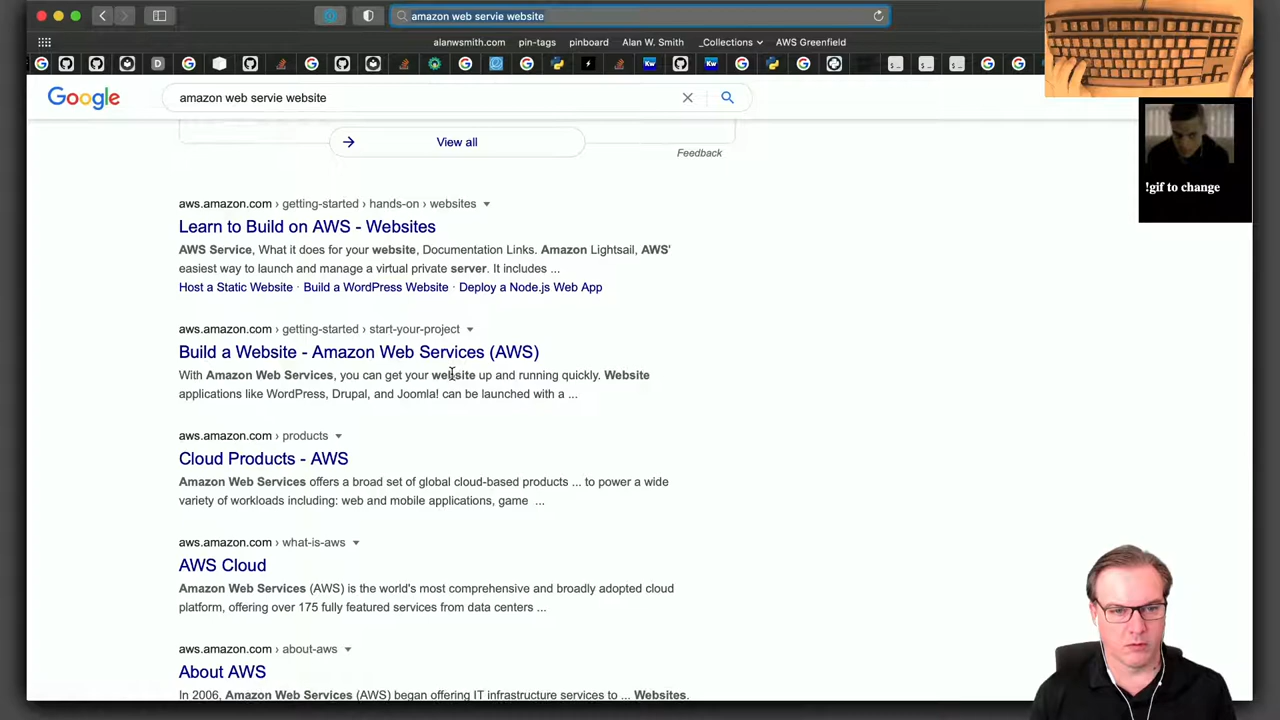 amazon web servie website
alanwsmith.com pin-tags pinboard Alan W. Smith _Collections AWS Greenfield
Google amazon web servie website
View all
Feedback
aws.amazon.com › getting-started › hands-on › websites
Learn to Build on AWS - Websites
AWS Service, What it does for your website, Documentation Links. Amazon Lightsail, AWS'
easiest way to launch and manage a virtual private server. It includes ...
Host a Static Website · Build a WordPress Website · Deploy a Node.js Web App
aws.amazon.com › getting-started › start-your-project
Build a Website - Amazon Web Services (AWS)
With Amazon Web Services, you can get your website up and running quickly. Website
applications like WordPress, Drupal, and Joomla! can be launched with a ...
aws.amazon.com › products
Cloud Products - AWS
Amazon Web Services offers a broad set of global cloud-based products ... to power a wide
variety of workloads including: web and mobile applications, game ...
aws.amazon.com › what-is-aws
AWS Cloud
Amazon Web Services (AWS) is the world's most comprehensive and broadly adopted cloud
platform, offering over 175 fully featured services from data centers ...
aws.amazon.com › about-aws
About AWS
In 2006, Amazon Web Services (AWS) began offering IT infrastructure services to ... Websites.
!gif to change